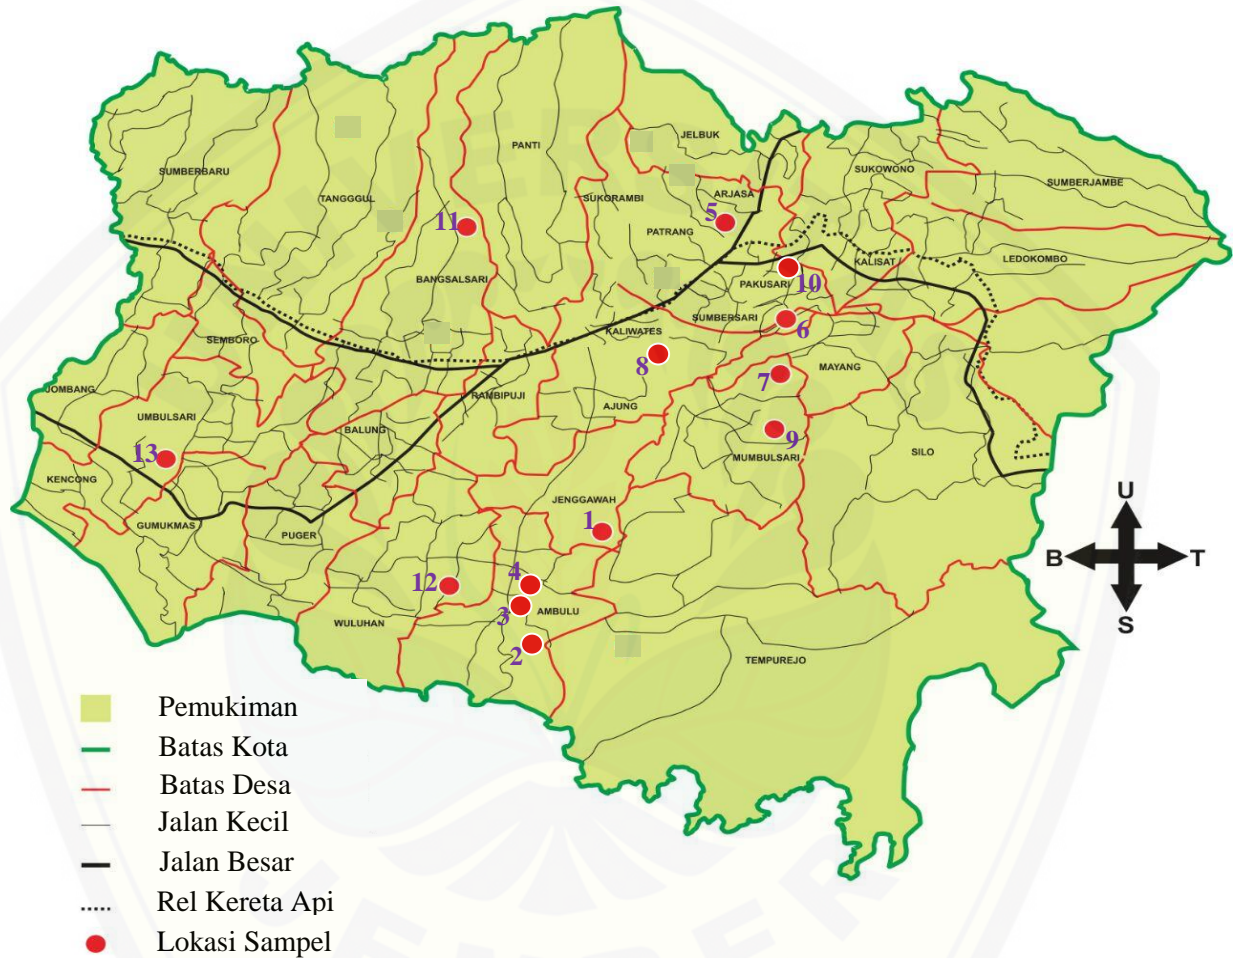 JELBUK
PANTI
SUKOWONO
SUMBERBARU
SUMBERJAMBE
TANGGGUL
SUKORAMBI
ARJASA
5
11
PATRANG
KALISAT
LEDOKOMBO
BANGSALSARI
PAKUSARI
10
SUMBERSARI
6
KALIWATES
SEMBORO
8
MAYANG
7
JOMBANG
RAMBIPUJI
AJUNG
UMBULSARI
BALUNG
9
SILO
13
MUMBULSARI
KENCONG
JENGGAWAH
U
1
GUMUKMAS
PUGER
B
T
4
12
3
AMBULU
WULUHAN
S
2
TEMPUREJO
Pemukiman
Batas Kota
Batas Desa
Jalan Kecil
Jalan Besar
Rel Kereta Api
Lokasi Sampel